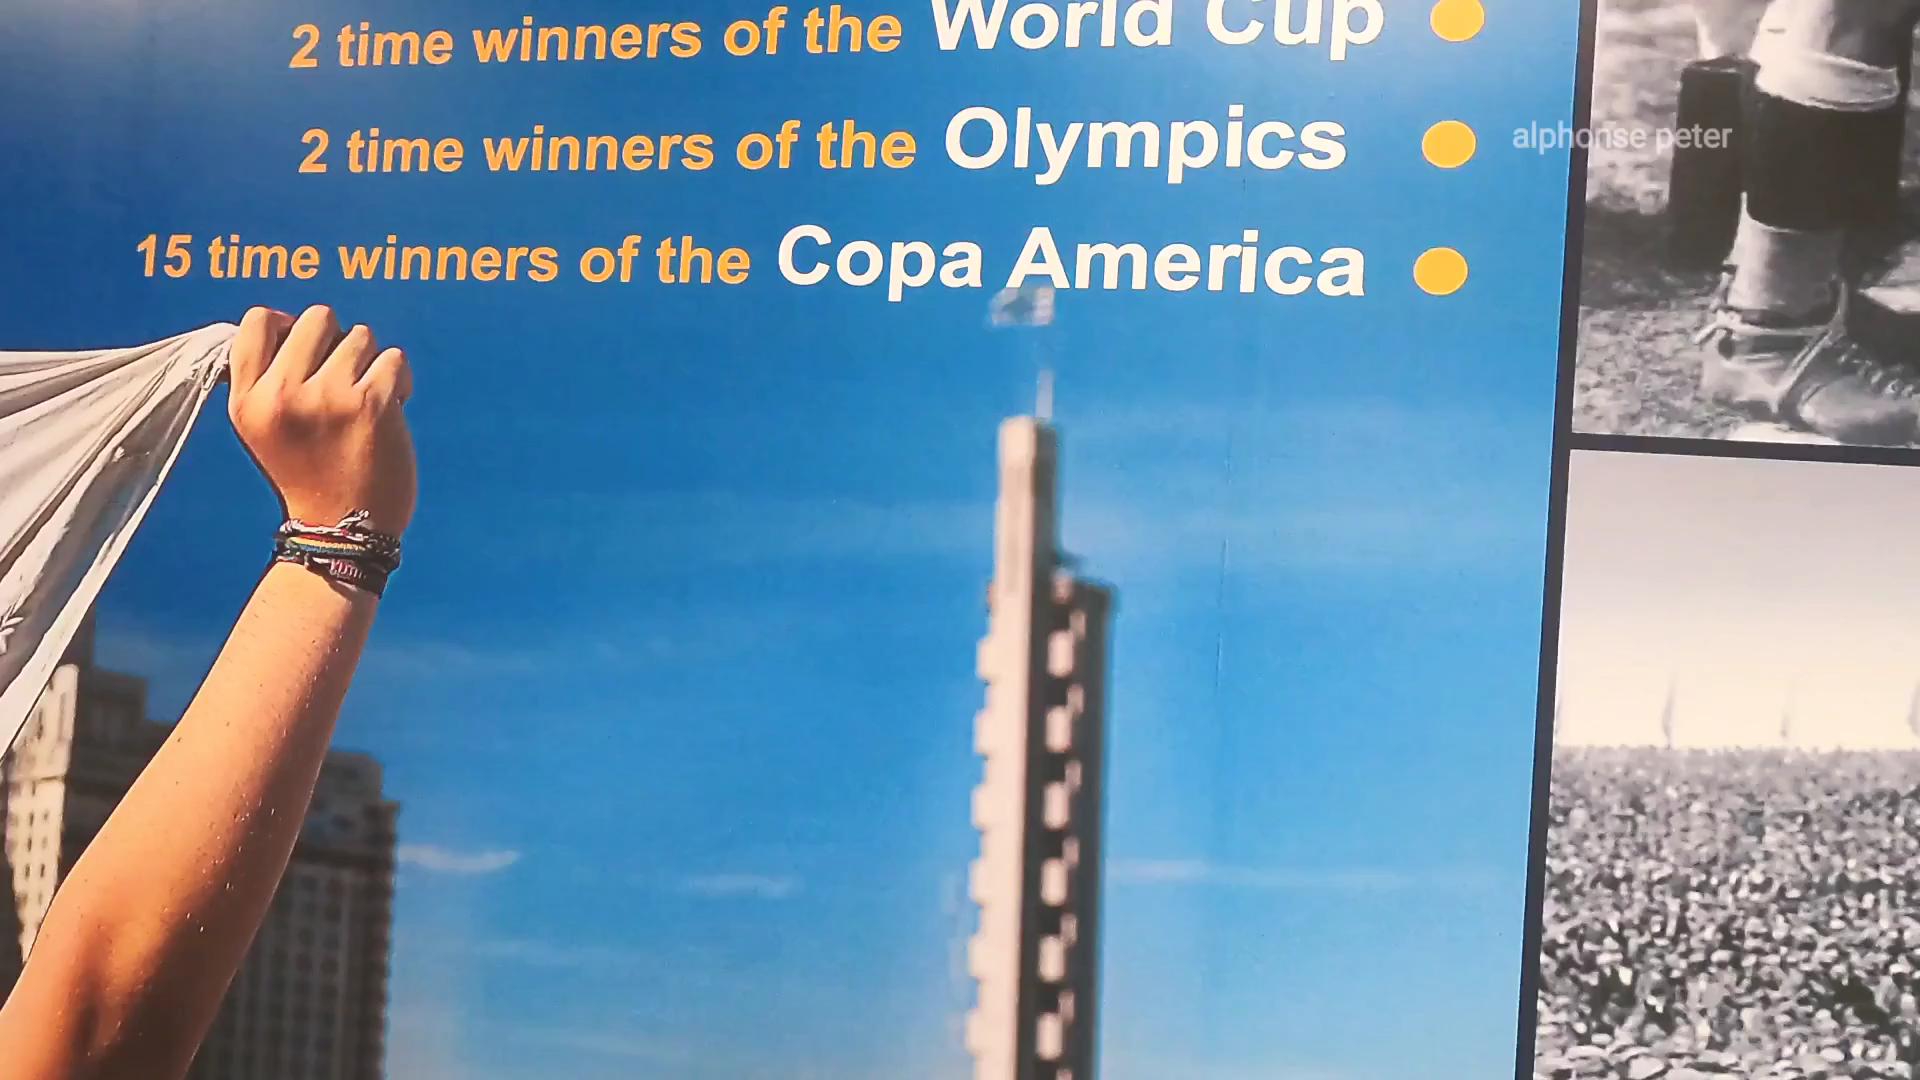 2 time winners of the World Cup
2 time winners of the Olympics
15 time winners of the Copa America
alphonse peter